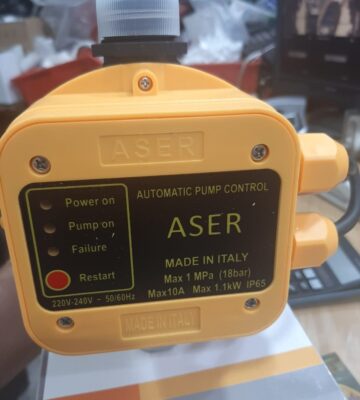 ASER
AUTOMATIC PUMP CONTROL
ASER
MADE IN ITALY
Max 1 MPa (18bar)
Max10A Max 1.1kW IP65
Power on
Pump on
Failure
Restart
220V-240V ~ 50/60Hz
MADE IN ITALY